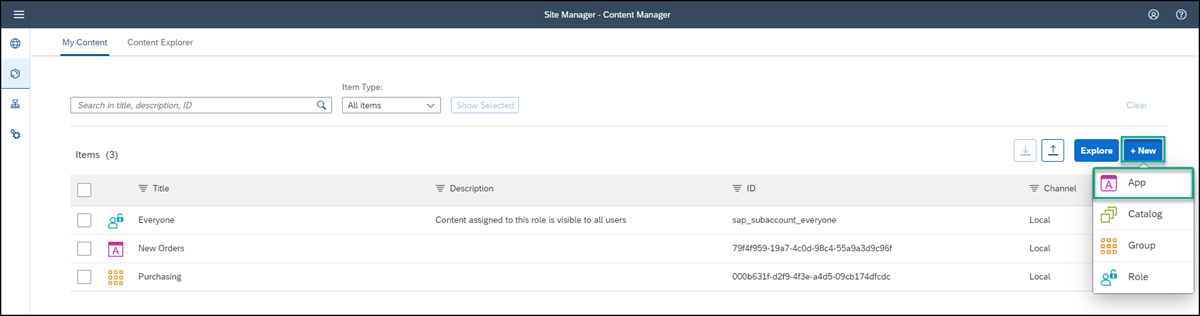 Site Manager - Content Manager
My Content Content Explorer
Item Type:
Search in title, description, ID All items Show Selected Clear
Items (3) Explore + New
Title Description ID Channel
Everyone Content assigned to this role is visible to all users sap_subaccount_everyone Local
New Orders 79f4f959-19a7-4c0d-98c4-55a9a3d9c96f Local
Purchasing 000b631f-d2f9-4f3e-a4d5-09cb174dfcdc Local
App
Catalog
Group
Role